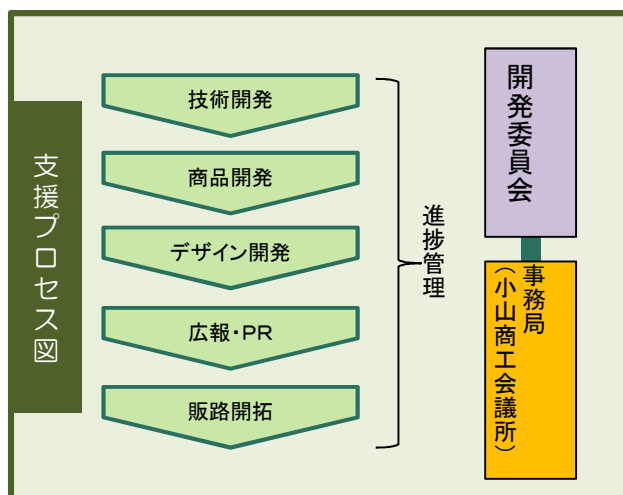 支援プロセス図
技術開発
商品開発
デザイン開発
広報・PR
販路開拓
進捗管理
開発委員会
事務局
（小山商工会議所）